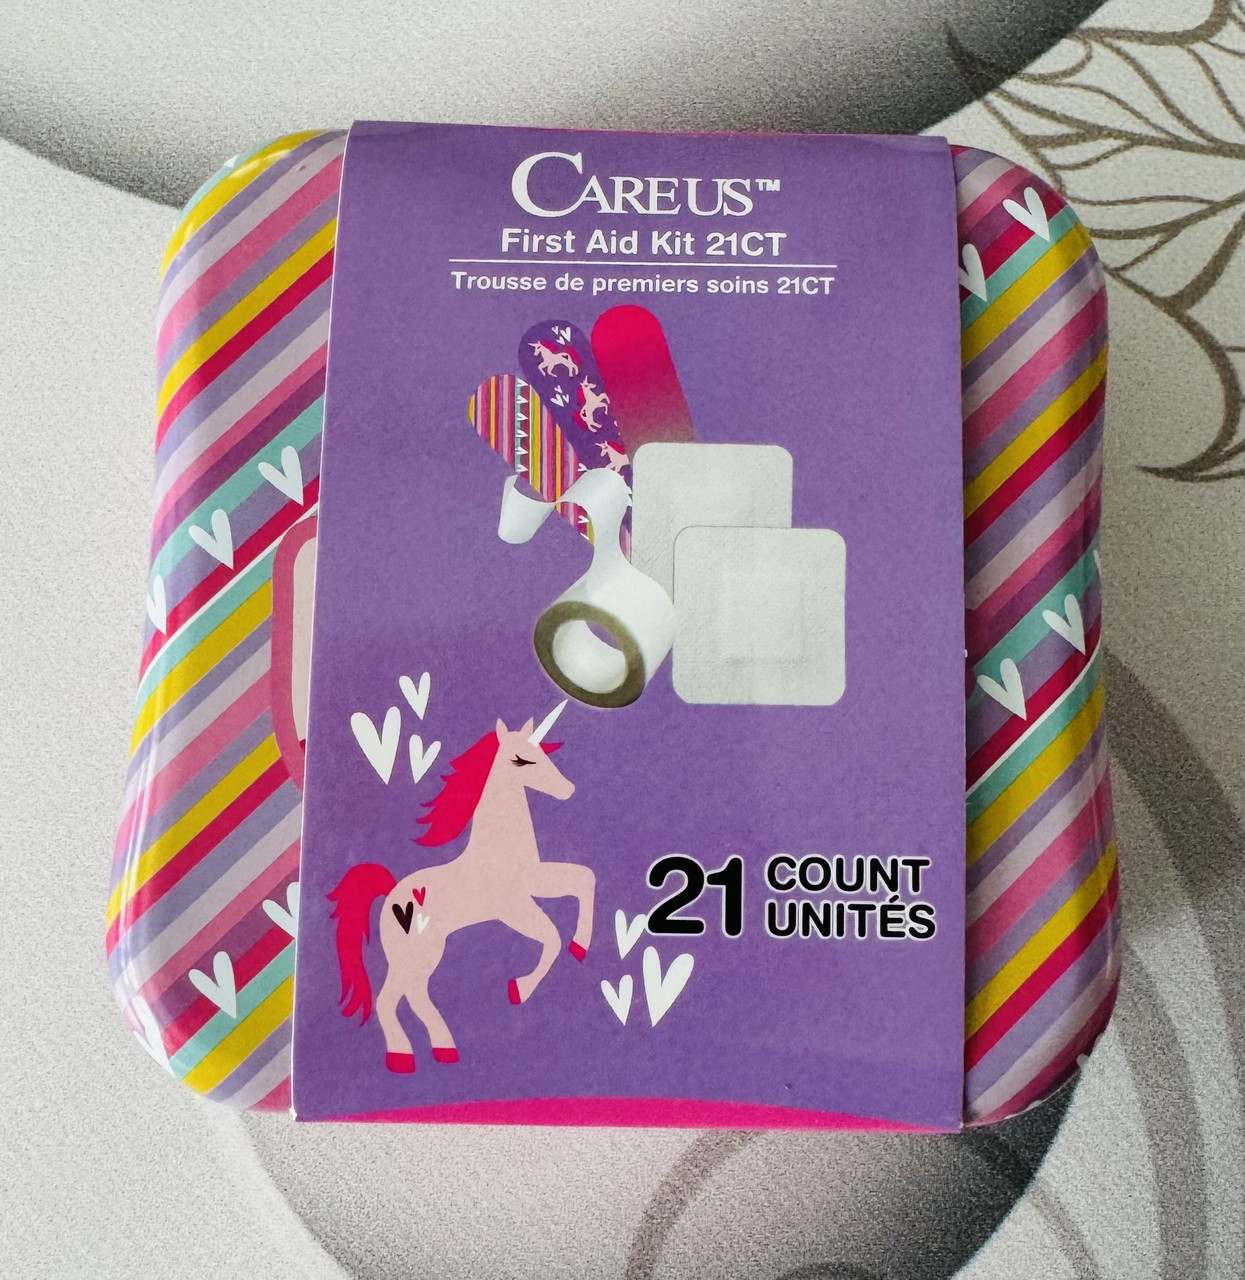 CAREUS™
First Aid Kit 21CT
Trousse de premiers soins 21CT
21 COUNT
UNITÉS